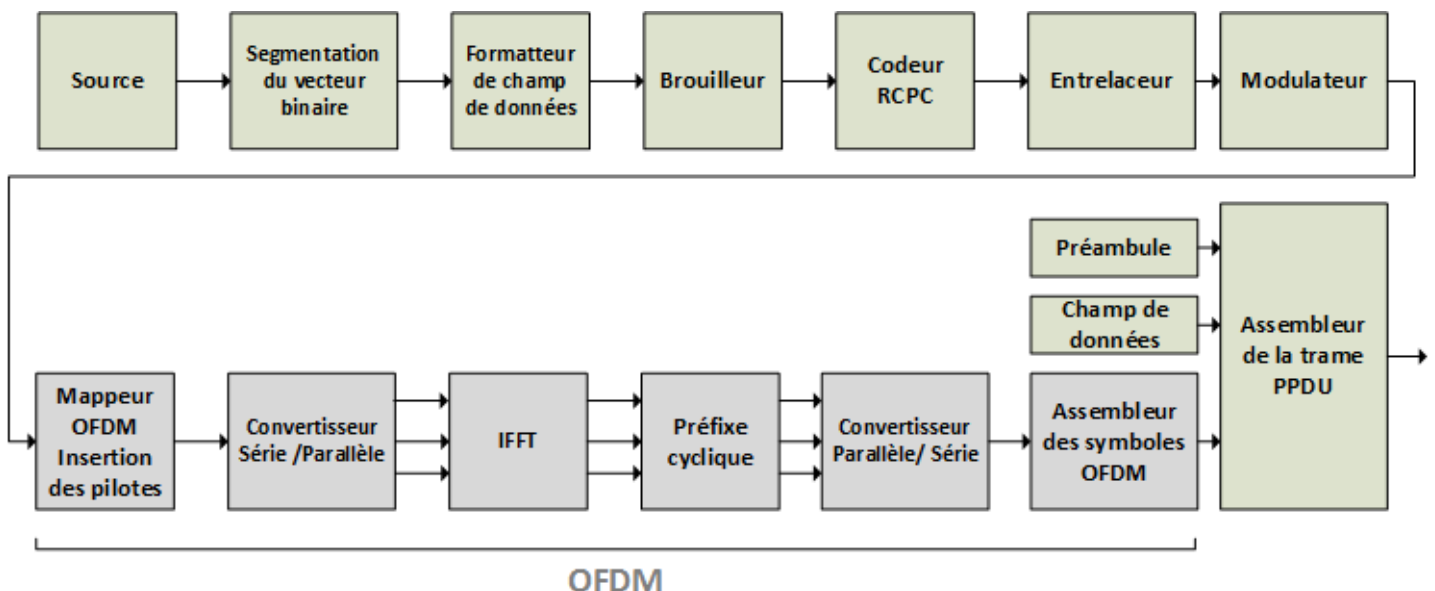 Source
Segmentation
du vecteur
binaire
Formatteur
de champ
de données
Brouilleur
Codeur
RCPC
Entrelaceur
Modulateur
Préambule
Champ de
données
Assembleur
de la trame
PPDU
Mappeur
OFDM
Insertion
des pilotes
Convertisseur
Série /Parallèle
IFFT
Préfixe
cyclique
Convertisseur
Parallèle/ Série
Assembleur
des symboles
OFDM
OFDM